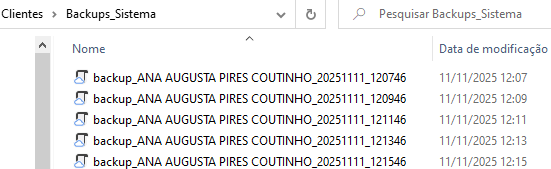 Clientes > Backups_Sistema
Pesquisar Backups_Sistema
Nome Data de modificação
backup_ANA AUGUSTA PIRES COUTINHO_20251111_120746 11/11/2025 12:07
backup_ANA AUGUSTA PIRES COUTINHO_20251111_120946 11/11/2025 12:09
backup_ANA AUGUSTA PIRES COUTINHO_20251111_121146 11/11/2025 12:11
backup_ANA AUGUSTA PIRES COUTINHO_20251111_121346 11/11/2025 12:13
backup_ANA AUGUSTA PIRES COUTINHO_20251111_121546 11/11/2025 12:15